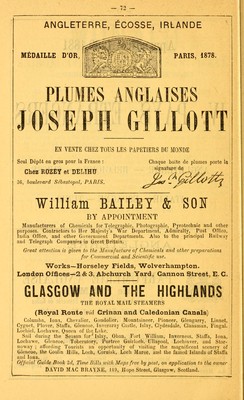 — 72 —
ANGLETERRE, ÉCOSSE, IRLANDE
MÉDAILLE D'OR, PARIS, 1878.
PLUMES ANGLAISES
JOSEPH GILLOTT
EN VENTE CHEZ TOUS LES PAPETIERS DU MONDE
Seul Dépôt en gros pour la France :
Chez ROZEY et DELIHU
36, boulevard Sébastopol, PARIS.
Chaque boîte de plumes porte la
signature de
Joseph Gillott
William BAILEY & SON
BY APPOINTMENT
Manufacturers of Chemicals for Telegraphic, Photographic, Pyrotechnic and other
purposes. Contractors to Her Majesty's War Department, Admiralty, Post Office,
India Office, and other Government Departments. Also to the principal Railway
and Telegraph Companies in Great Britain.
Great attention is given to the Manufacture of Chemicals and other preparations
for Commercial and Scientific use.
Works—Horseley Fields, Wolverhampton.
London Offices—2 & 3, Abchurch Yard, Cannon Street, E. C.
GLASGOW AND THE HIGHLANDS
THE ROYAL MAIL STEAMERS
(Royal Route via Crinan and Caledonian Canals)
Columba, Iona, Chevalier, Gondolier, Mountaineer, Pioneer, Glengarry, Linnet,
Cygnet, Plover, Staffa, Glencoe, Inverary Castle, Islay, Clydesdale, Clansman, Fingal,
Lochiel, Lochawe, Queen of the Lake.
Sail during the Season for Islay, Oban, Fort William, Inverness, Staffa, Iona,
Lochawe, Glencoe, Tobermory, Portree Gairloch, Ullapool, Lochinver, and Stor-
noway; affording Tourists an opportunity of visiting the magnificent scenery of
Glencoe, the Coolin Hills, Loch, Coruisk, Loch Maree, and the famed Islands of Staffa
and Iona.
Official Guide Book 1s, Time Bills with Maps free by post, on application to the owner
DAVID MAC BRAYNE, 119, Hope Street, Glasgow, Scotland.